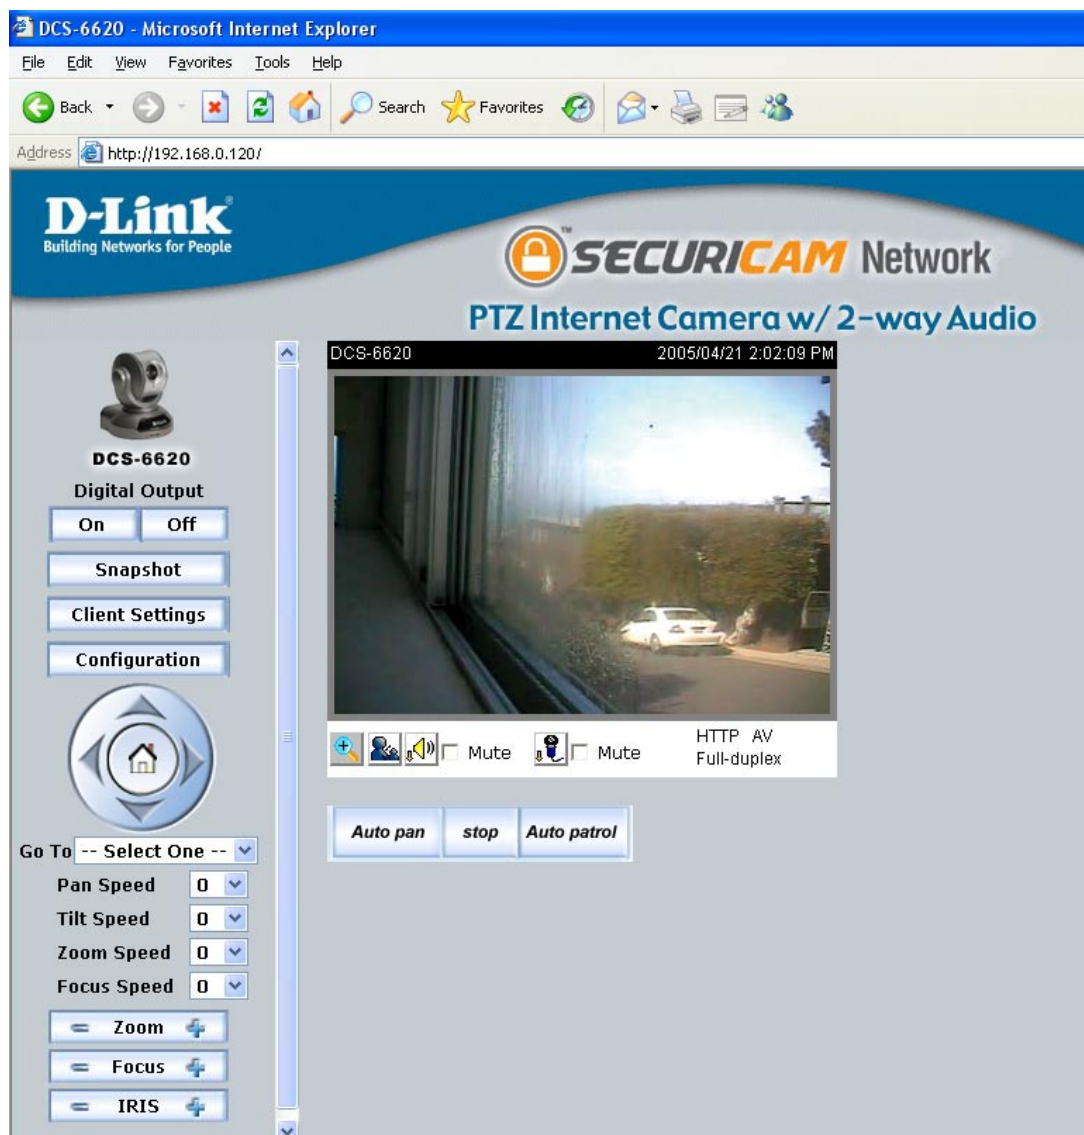 DCS-6620 - Microsoft Internet Explorer
File Edit View Favorites Tools Help
Back Search Favorites
Address http://192.168.0.120/
D-Link®
Building Networks for People
SECURICAM™ Network
PTZ Internet Camera w/ 2-way Audio
DCS-6620 2005/04/21 2:02:09 PM
DCS-6620
Digital Output
On Off
Snapshot
Client Settings
Configuration
Mute Mute HTTP AV
Full-duplex
Auto pan stop Auto patrol
Go To -- Select One --
Pan Speed 0
Tilt Speed 0
Zoom Speed 0
Focus Speed 0
Zoom
Focus
IRIS